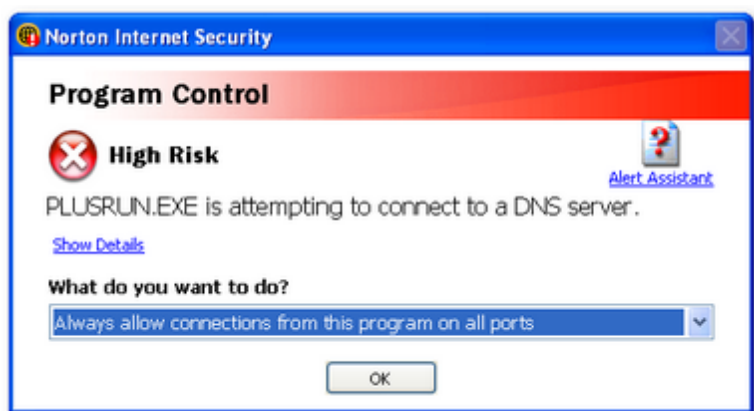 Norton Internet Security
Program Control
High Risk
Alert Assistant
PLUSRUN.EXE is attempting to connect to a DNS server.
Show Details
What do you want to do?
Always allow connections from this program on all ports
OK